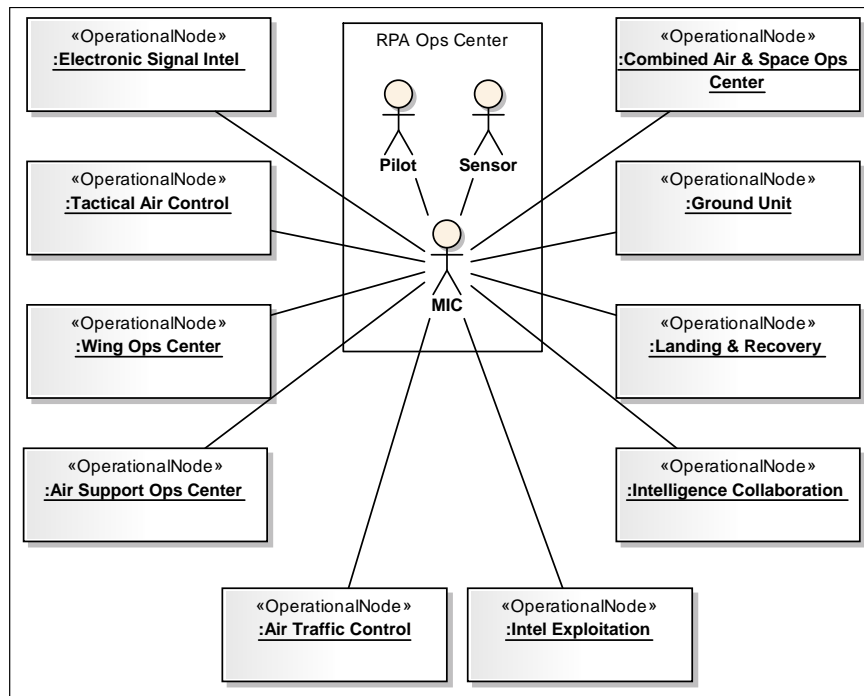 «OperationalNode»
:Electronic Signal Intel
RPA Ops Center
«OperationalNode»
:Combined Air & Space Ops
Center
Pilot
Sensor
«OperationalNode»
:Tactical Air Control
«OperationalNode»
:Ground Unit
MIC
«OperationalNode»
:Wing Ops Center
«OperationalNode»
:Landing & Recovery
«OperationalNode»
:Air Support Ops Center
«OperationalNode»
:Intelligence Collaboration
«OperationalNode»
:Air Traffic Control
«OperationalNode»
:Intel Exploitation